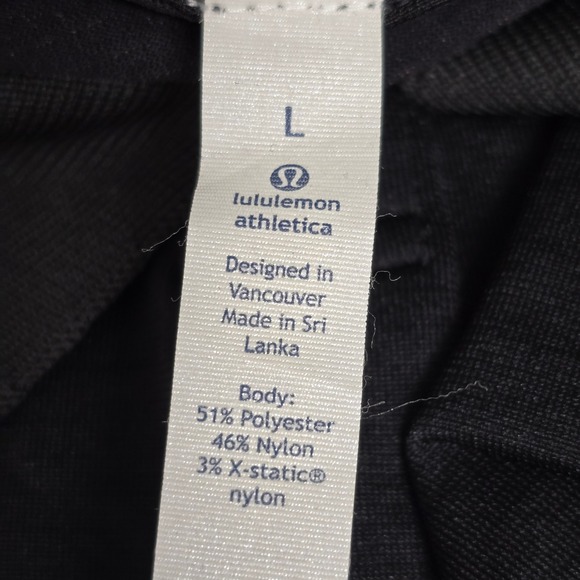 L
lululemon
athletica
Designed in
Vancouver
Made in Sri
Lanka
Body:
51% Polyester
46% Nylon
3% X-static®
nylon